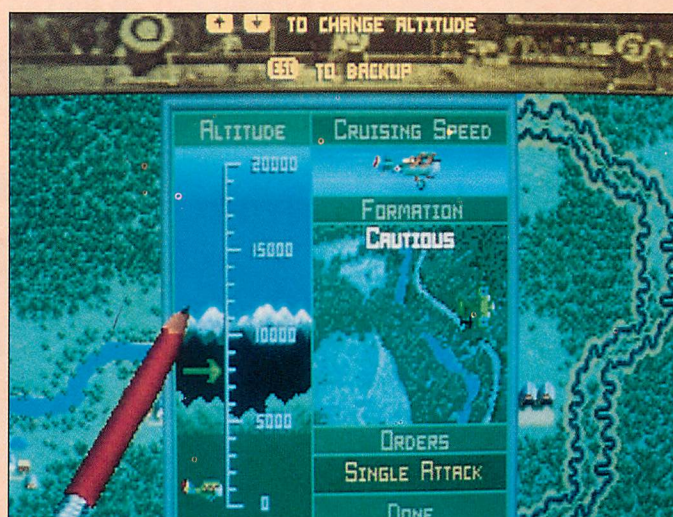 ↑ ↓ TO CHANGE ALTITUDE
ESC TO BACKUP
ALTITUDE
20000
15000
10000
5000
0
CRUISING SPEED
FORMATION
CAUTIOUS
ORDERS
SINGLE ATTACK
DONE